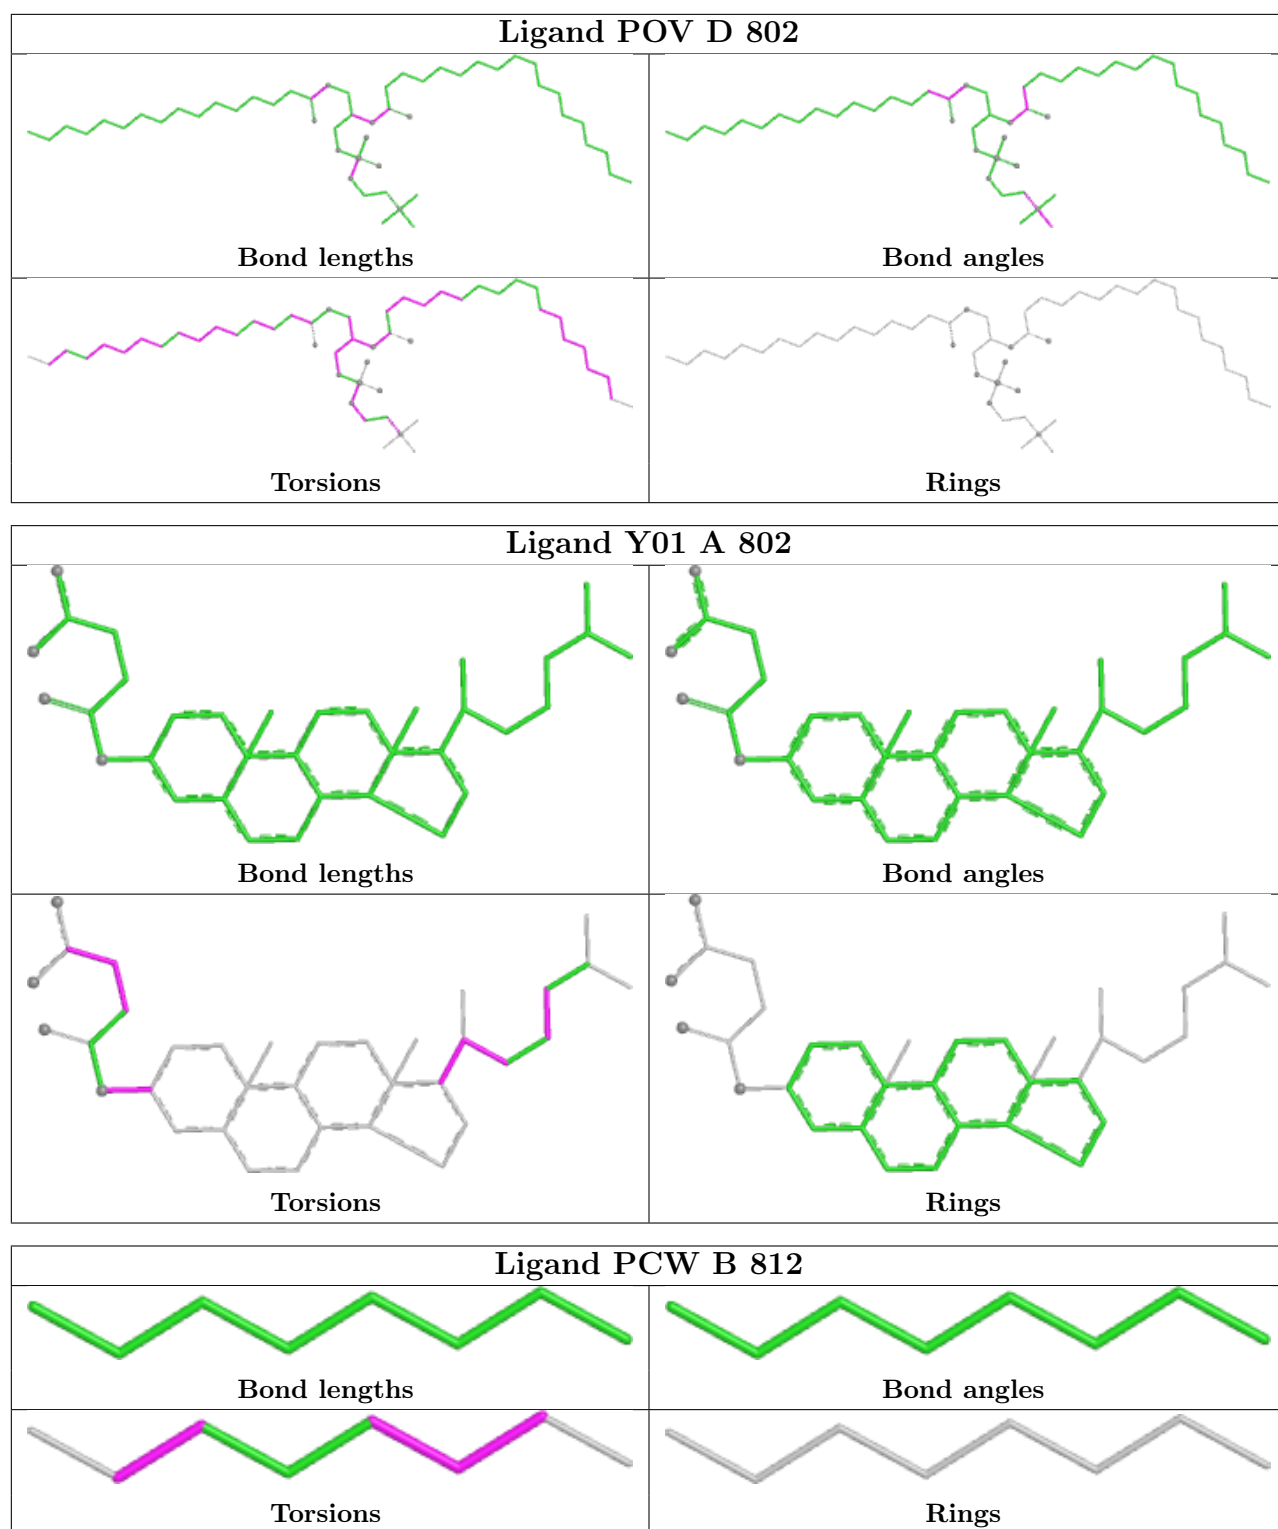 Ligand POV D 802
Bond lengths
Bond angles
Torsions
Rings
Ligand Y01 A 802
Bond lengths
Bond angles
Torsions
Rings
Ligand PCW B 812
Bond lengths
Bond angles
Torsions
Rings